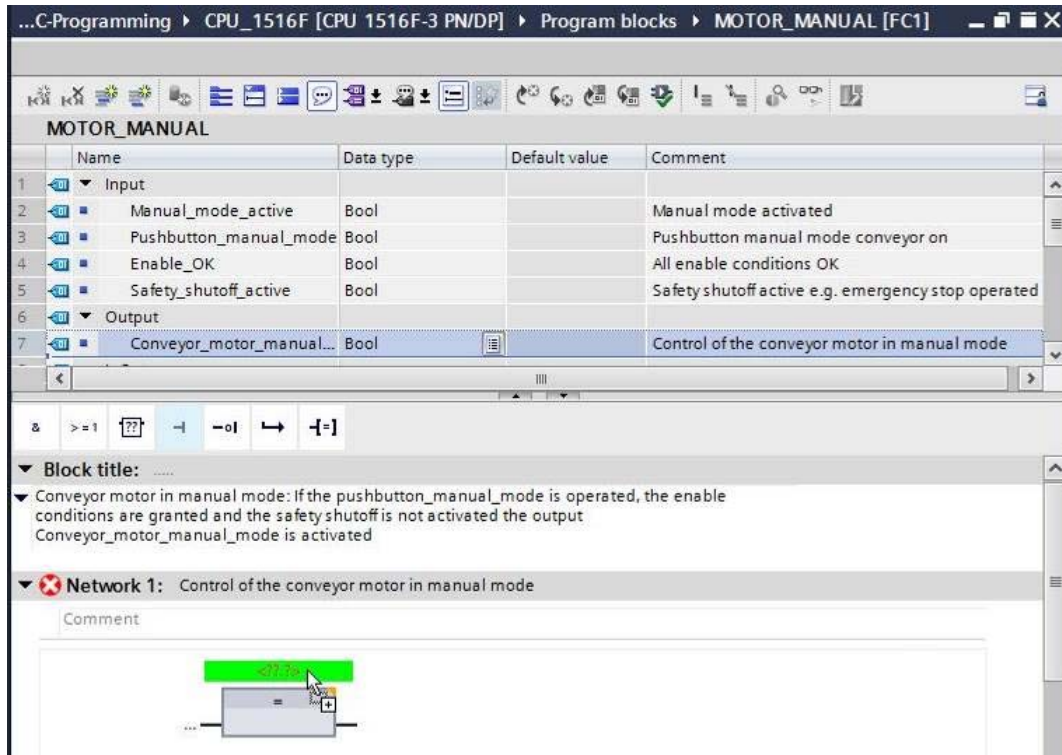 ...C-Programming ▸ CPU_1516F [CPU 1516F-3 PN/DP] ▸ Program blocks ▸ MOTOR_MANUAL [FC1]
MOTOR_MANUAL
Name Data type Default value Comment
1 Input
2 Manual_mode_active Bool Manual mode activated
3 Pushbutton_manual_mode Bool Pushbutton manual mode conveyor on
4 Enable_OK Bool All enable conditions OK
5 Safety_shutoff_active Bool Safety shutoff active e.g. emergency stop operated
6 Output
7 Conveyor_motor_manual... Bool Control of the conveyor motor in manual mode
& >=1 ?? -| -o| -[=]
Block title: .....
Conveyor motor in manual mode: If the pushbutton_manual_mode is operated, the enable
conditions are granted and the safety shutoff is not activated the output
Conveyor_motor_manual_mode is activated
Network 1: Control of the conveyor motor in manual mode
Comment
<??.?>
=
...